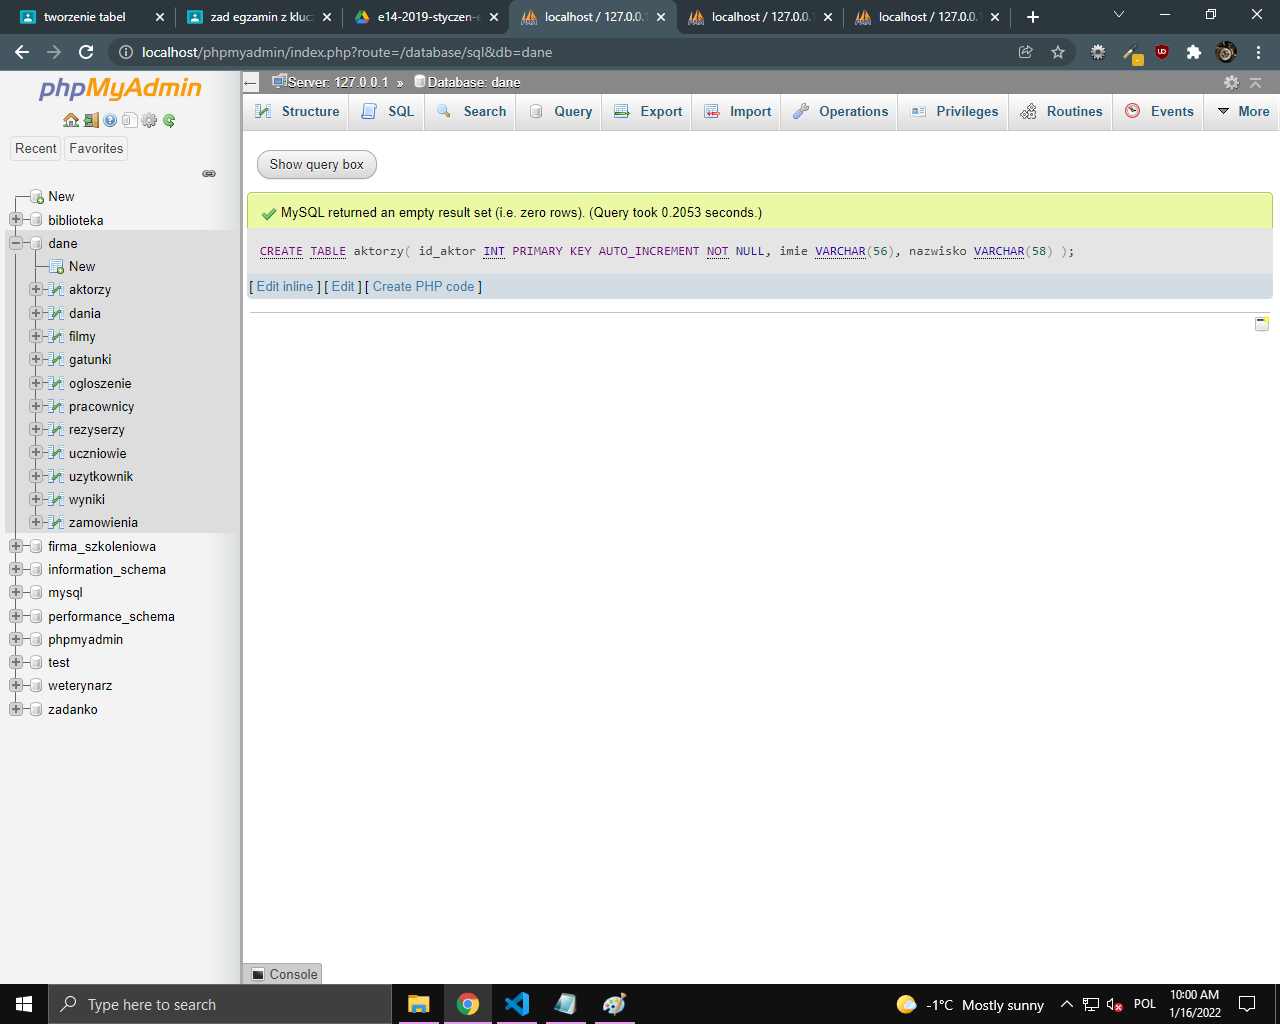 tworzenie tabel
zad egzamin z klucz
e14-2019-styczen-e
localhost / 127.0.0.1
localhost / 127.0.0.1
localhost / 127.0.0.1
localhost/phpmyadmin/index.php?route=/database/sql&db=dane
phpMyAdmin
Recent
Favorites
New
biblioteka
dane
New
aktorzy
dania
filmy
gatunki
ogloszenie
pracownicy
rezyserzy
uczniowie
uzytkownik
wyniki
zamowienia
firma_szkoleniowa
information_schema
mysql
performance_schema
phpmyadmin
test
weterynarz
zadanko
Server: 127.0.0.1 » Database: dane
Structure SQL Search Query Export Import Operations Privileges Routines Events More
Show query box
MySQL returned an empty result set (i.e. zero rows). (Query took 0.2053 seconds.)
CREATE TABLE aktorzy( id_aktor INT PRIMARY KEY AUTO_INCREMENT NOT NULL, imie VARCHAR(56), nazwisko VARCHAR(58) );
[ Edit inline ] [ Edit ] [ Create PHP code ]
Console
Type here to search
-1°C Mostly sunny
POL
10:00 AM
1/16/2022